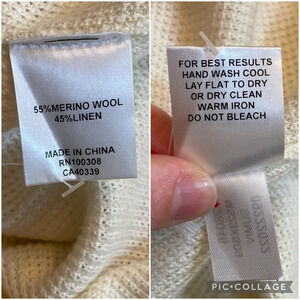 55%MERINO WOOL
45%LINEN
MADE IN CHINA
RN100308
CA40339
FOR BEST RESULTS
HAND WASH COOL
LAY FLAT TO DRY
OR DRY CLEAN
WARM IRON
DO NOT BLEACH
PIC•COLLAGE